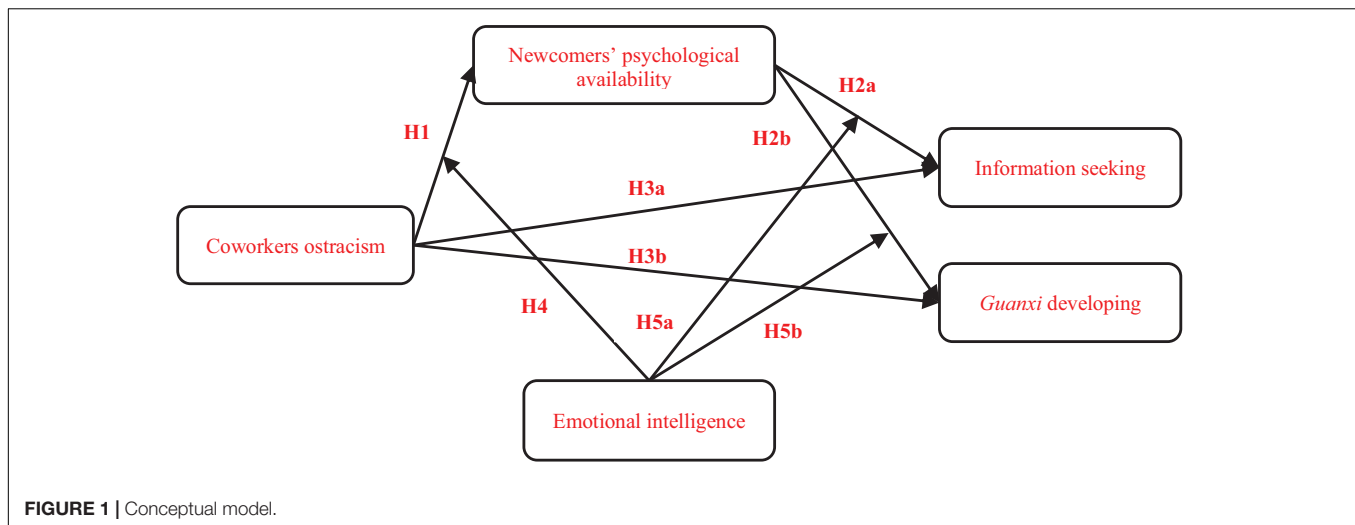 Newcomers’ psychological
availability
H2a
H1
H2b
Information seeking
H3a
Coworkers ostracism
H3b
Guanxi developing
H4
H5a
H5b
Emotional intelligence
FIGURE 1 | Conceptual model.